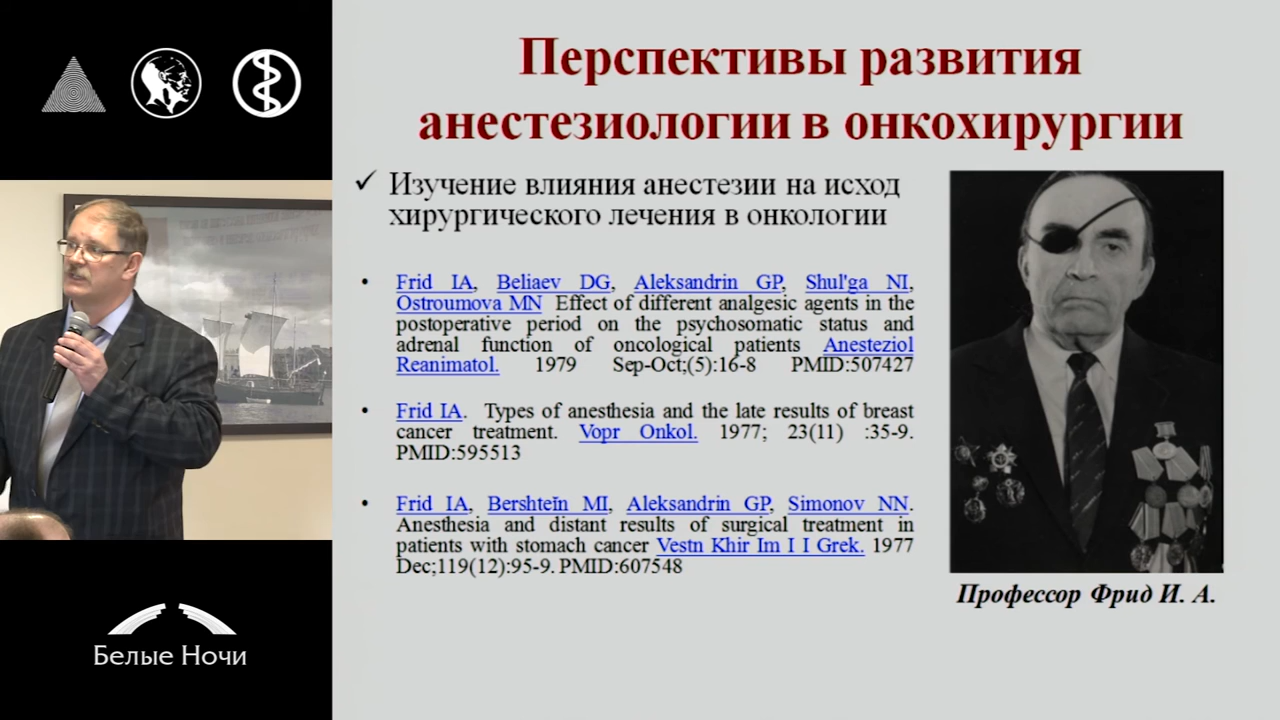 Перспективы развития
анестезиологии в онкохирургии
✓ Изучение влияния анестезии на исход
хирургического лечения в онкологии
• Frid IA, Beliaev DG, Aleksandrin GP, Shul'ga NI,
Ostroumova MN Effect of different analgesic agents in the
postoperative period on the psychosomatic status and
adrenal function of oncological patients Anesteziol
Reanimatol. 1979 Sep-Oct;(5):16-8 PMID:507427
• Frid IA. Types of anesthesia and the late results of breast
cancer treatment. Vopr Onkol. 1977; 23(11) :35-9.
PMID:595513
• Frid IA, Bershteĭn MI, Aleksandrin GP, Simonov NN.
Anesthesia and distant results of surgical treatment in
patients with stomach cancer Vestn Khir Im I I Grek. 1977
Dec;119(12):95-9. PMID:607548
Профессор Фрид И. А.
Белые Ночи